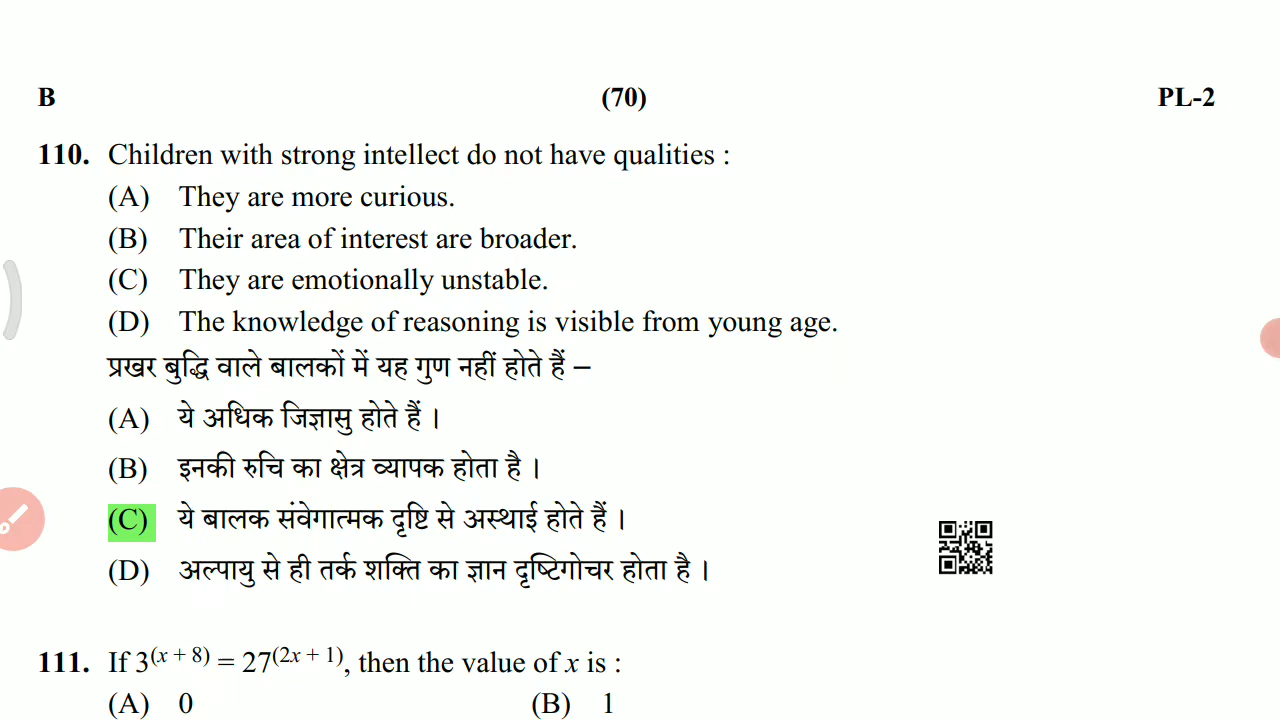 B (70) PL-2
110. Children with strong intellect do not have qualities :
(A) They are more curious.
(B) Their area of interest are broader.
(C) They are emotionally unstable.
(D) The knowledge of reasoning is visible from young age.
प्रखर बुद्धि वाले बालकों में यह गुण नहीं होते हैं –
(A) ये अधिक जिज्ञासु होते हैं ।
(B) इनकी रुचि का क्षेत्र व्यापक होता है ।
(C) ये बालक संवेगात्मक दृष्टि से अस्थाई होते हैं ।
(D) अल्पायु से ही तर्क शक्ति का ज्ञान दृष्टिगोचर होता है ।
111. If 3^(x + 8) = 27^(2x + 1), then the value of x is :
(A) 0 (B) 1